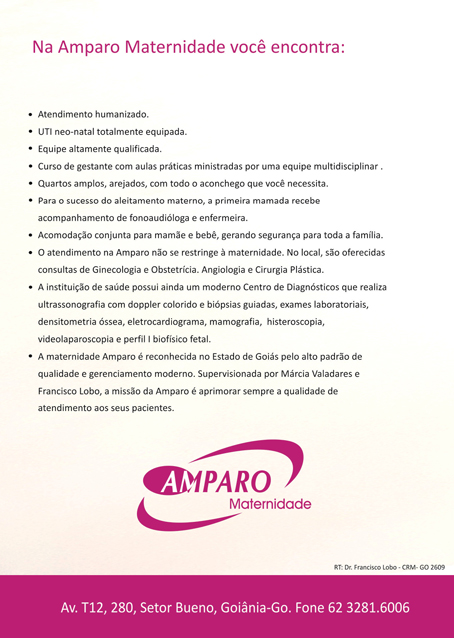 Na Amparo Maternidade você encontra:
• Atendimento humanizado.
• UTI neo-natal totalmente equipada.
• Equipe altamente qualificada.
• Curso de gestante com aulas práticas ministradas por uma equipe multidisciplinar .
• Quartos amplos, arejados, com todo o aconchego que você necessita.
• Para o sucesso do aleitamento materno, a primeira mamada recebe
acompanhamento de fonoaudióloga e enfermeira.
• Acomodação conjunta para mamãe e bebê, gerando segurança para toda a família.
• O atendimento na Amparo não se restringe à maternidade. No local, são oferecidas
consultas de Ginecologia e Obstetrícia. Angiologia e Cirurgia Plástica.
• A instituição de saúde possui ainda um moderno Centro de Diagnósticos que realiza
ultrassonografia com doppler colorido e biópsias guiadas, exames laboratoriais,
densitometria óssea, eletrocardiograma, mamografia, histeroscopia,
videolaparoscopia e perfil I biofísico fetal.
• A maternidade Amparo é reconhecida no Estado de Goiás pelo alto padrão de
qualidade e gerenciamento moderno. Supervisionada por Márcia Valadares e
Francisco Lobo, a missão da Amparo é aprimorar sempre a qualidade de
atendimento aos seus pacientes.
AMPARO
Maternidade
RT: Dr. Francisco Lobo - CRM- GO 2609
Av. T12, 280, Setor Bueno, Goiânia-Go. Fone 62 3281.6006